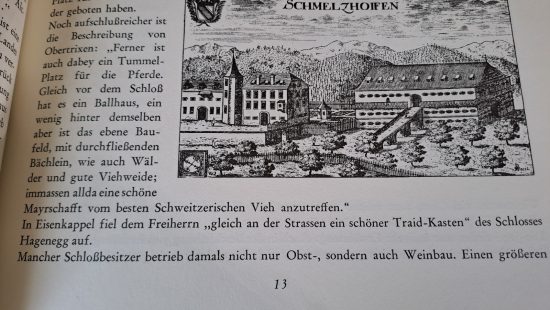 SCHMELZHOFFEN
Platz für
der geboten haben.
Noch aufschlußreicher ist
die Beschreibung von
Obertrixen: „Ferner ist
auch dabey ein Tummel-
Platz für die Pferde.
Gleich vor dem Schloß
hat es ein Ballhaus, ein
wenig hinter demselben
aber ist das ebene Bau-
feld, mit durchfließenden
Bächlein, wie auch Wäl-
der und gute Viehweide;
immassen allda eine schöne
Mayrschafft vom besten Schweitzerischen Vieh anzutreffen.“
In Eisenkappel fiel dem Freiherrn „gleich an der Strassen ein schöner Traid-Kasten“ des Schlosses
Hagenegg auf.
Mancher Schloßbesitzer betrieb damals nicht nur Obst-, sondern auch Weinbau. Einen größeren
13